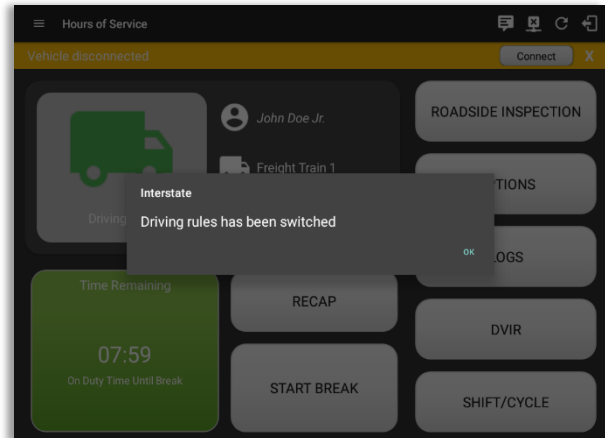 Hours of Service
Vehicle disconnected
Connect
X
John Doe Jr.
Freight Train 1
Driving
ROADSIDE INSPECTION
TIONS
LOGS
DVIR
SHIFT/CYCLE
Interstate
Driving rules has been switched
OK
Time Remaining
07:59
On Duty Time Until Break
RECAP
START BREAK